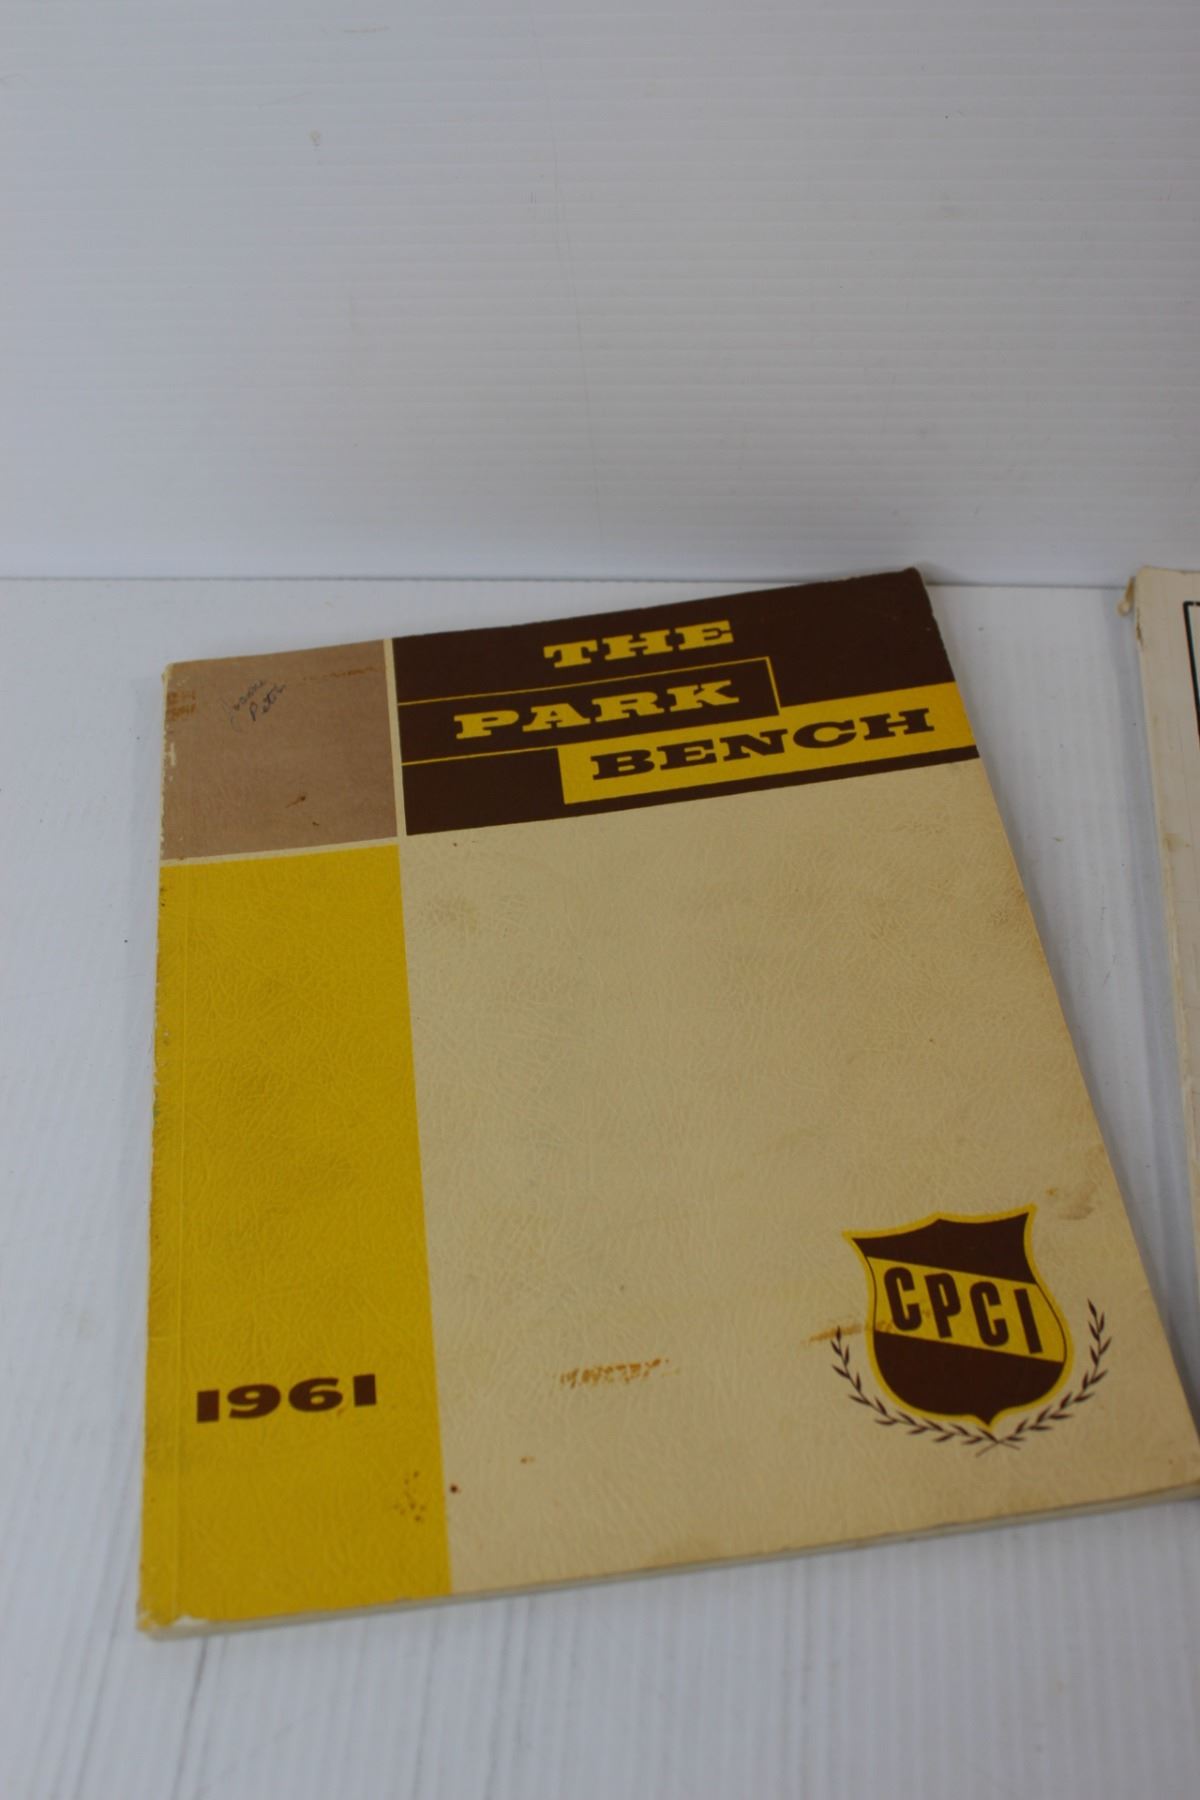 THE
PARK
BENCH
CPCI
1961